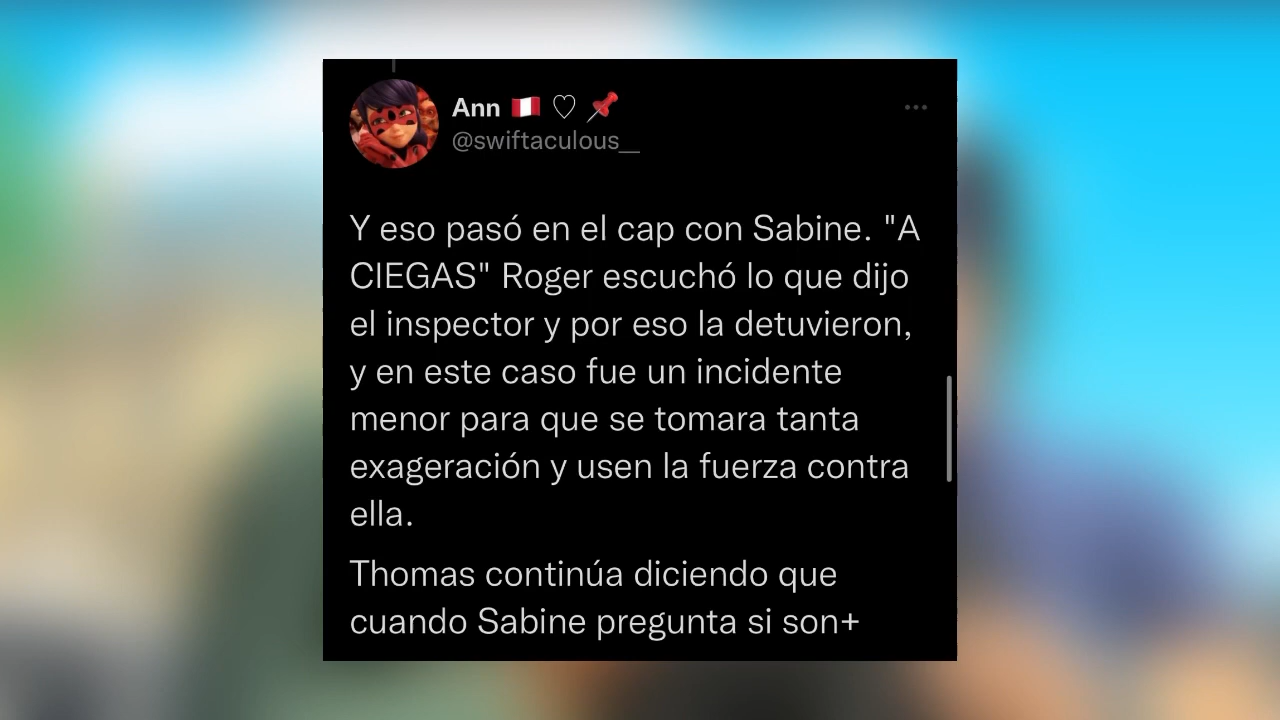 Ann 🇵🇪 ♡ 📌
@swiftaculous__
Y eso pasó en el cap con Sabine. "A
CIEGAS" Roger escuchó lo que dijo
el inspector y por eso la detuvieron,
y en este caso fue un incidente
menor para que se tomara tanta
exageración y usen la fuerza contra
ella.
Thomas continúa diciendo que
cuando Sabine pregunta si son+